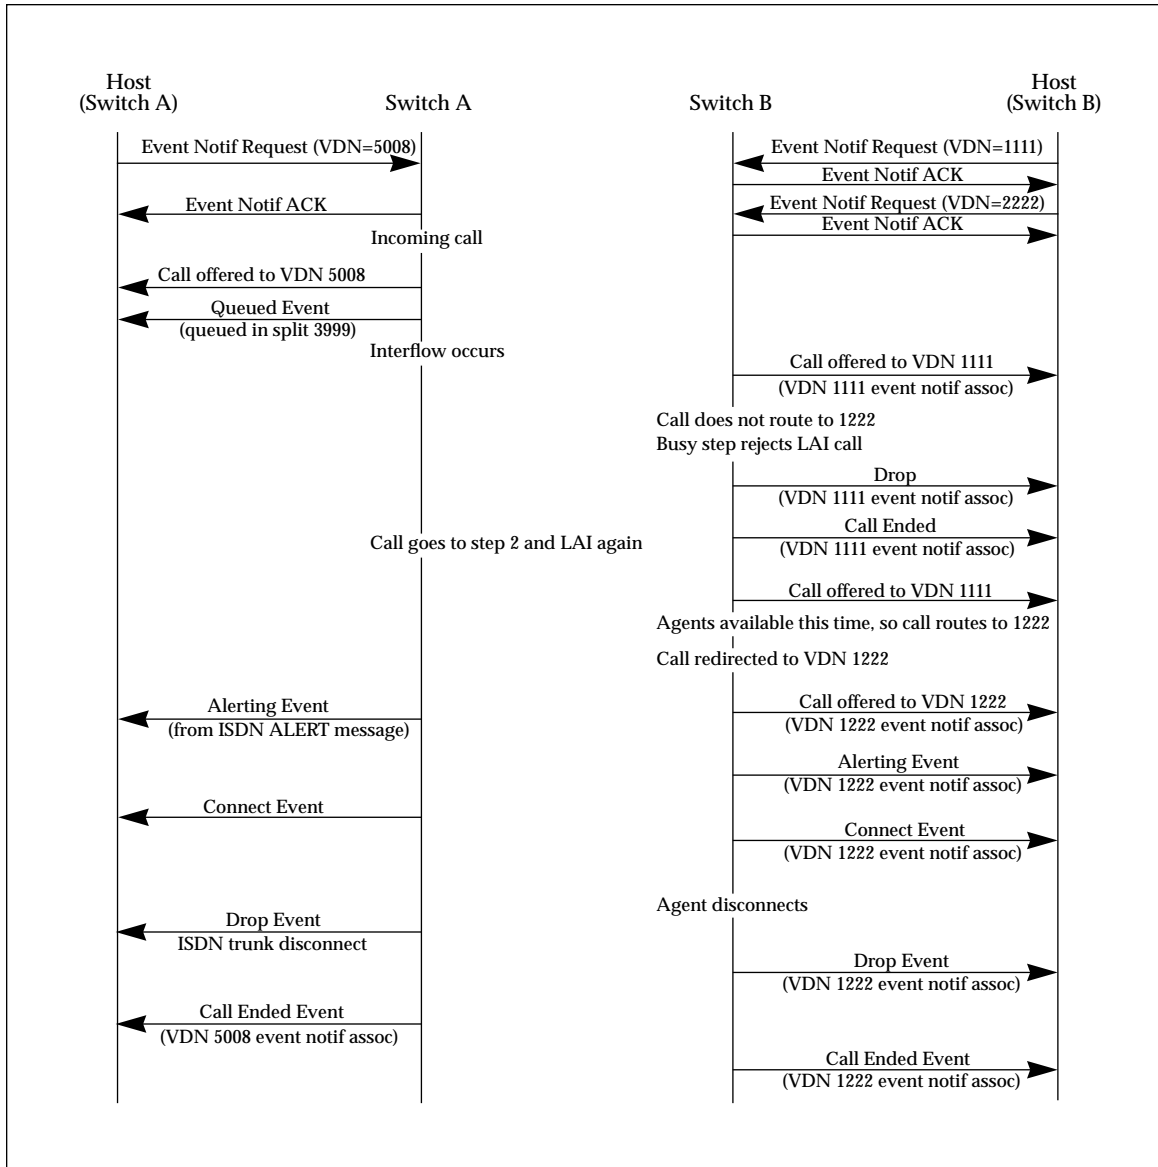 Host
(Switch A)
Switch A
Switch B
Host
(Switch B)
Event Notif Request (VDN=5008)
Event Notif Request (VDN=1111)
Event Notif ACK
Event Notif ACK
Event Notif Request (VDN=2222)
Event Notif ACK
Incoming call
Call offered to VDN 5008
Queued Event
(queued in split 3999)
Interflow occurs
Call offered to VDN 1111
(VDN 1111 event notif assoc)
Call does not route to 1222
Busy step rejects LAI call
Drop
(VDN 1111 event notif assoc)
Call Ended
(VDN 1111 event notif assoc)
Call goes to step 2 and LAI again
Call offered to VDN 1111
Agents available this time, so call routes to 1222
Call redirected to VDN 1222
Alerting Event
(from ISDN ALERT message)
Call offered to VDN 1222
(VDN 1222 event notif assoc)
Alerting Event
(VDN 1222 event notif assoc)
Connect Event
Connect Event
(VDN 1222 event notif assoc)
Agent disconnects
Drop Event
ISDN trunk disconnect
Drop Event
(VDN 1222 event notif assoc)
Call Ended Event
(VDN 5008 event notif assoc)
Call Ended Event
(VDN 1222 event notif assoc)